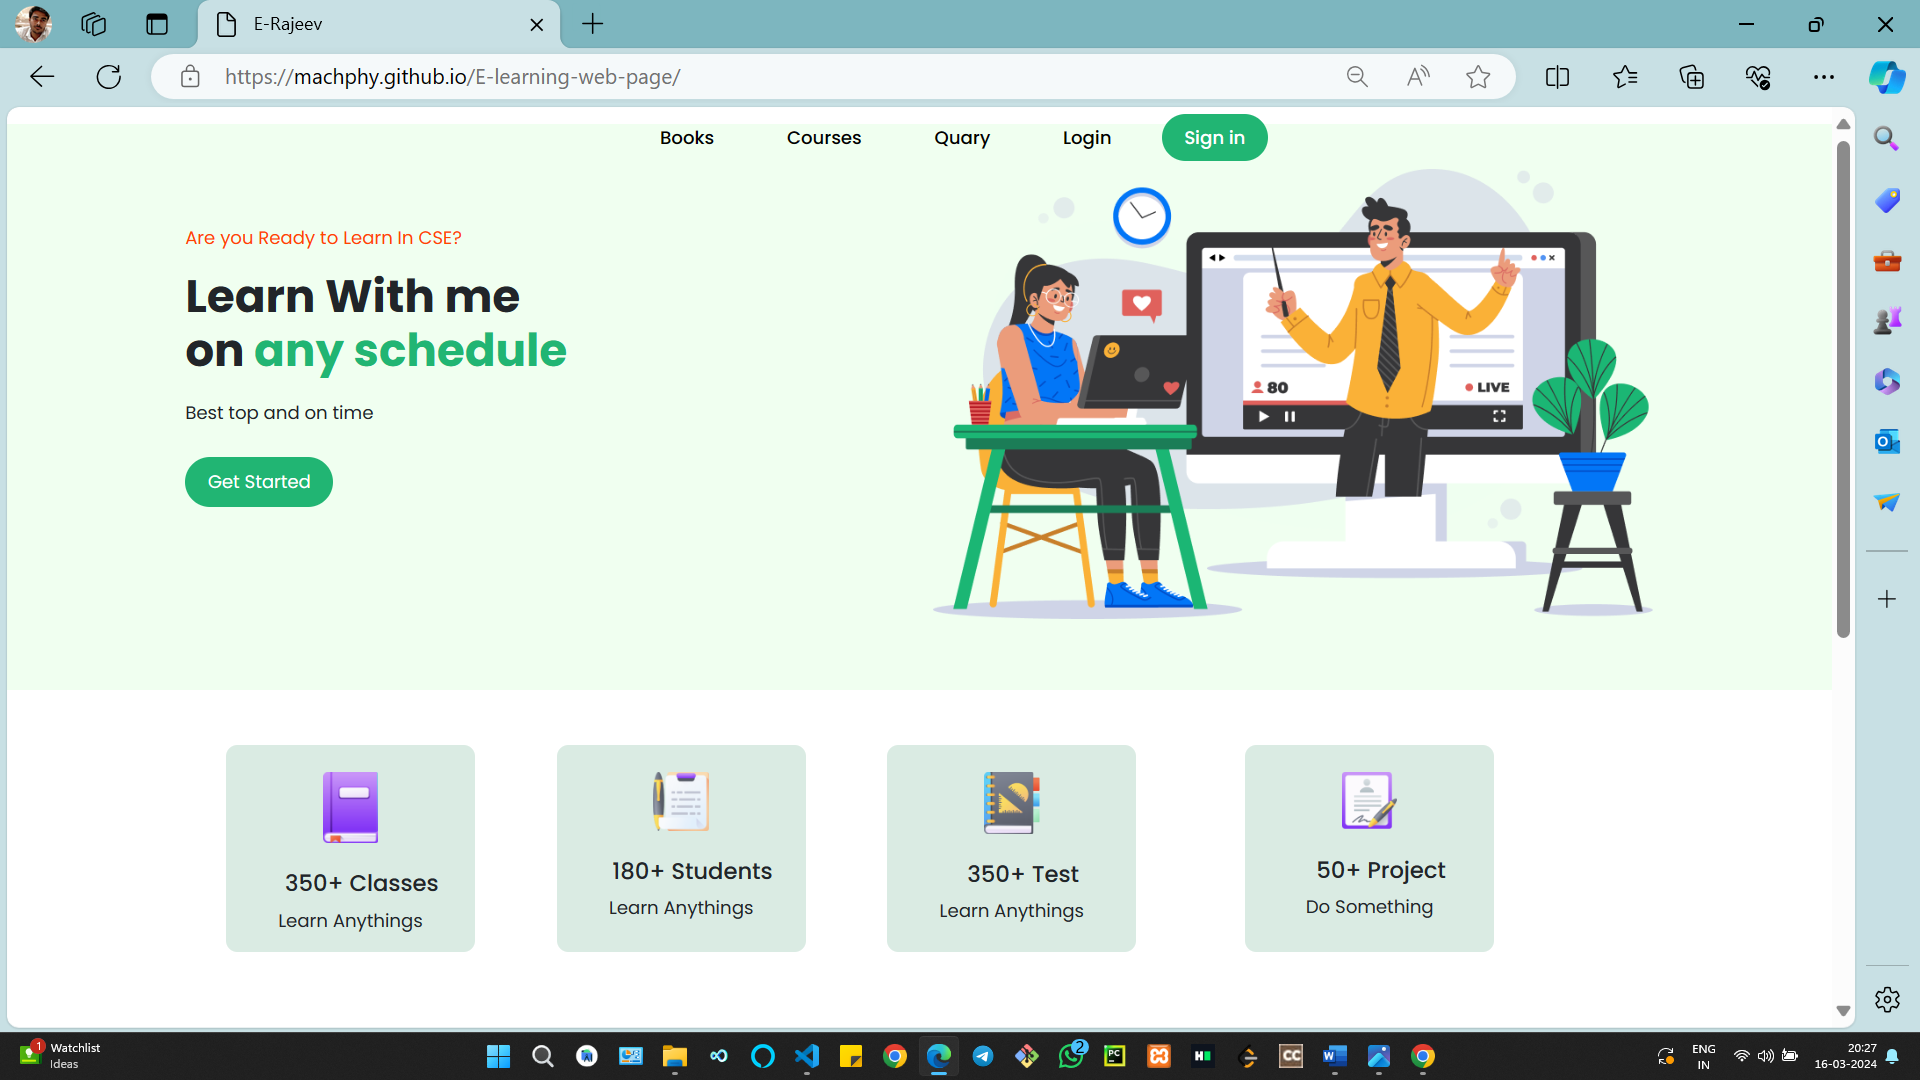 E-Rajeev
https://machphy.github.io/E-learning-web-page/
Books Courses Quary Login Sign in
Are you Ready to Learn In CSE?
Learn With me
on any schedule
Best top and on time
Get Started
80
LIVE
350+ Classes
Learn Anythings
180+ Students
Learn Anythings
350+ Test
Learn Anythings
50+ Project
Do Something
1
Watchlist
Ideas
2
PC
CC
W
ENG
IN
20:27
16-03-2024